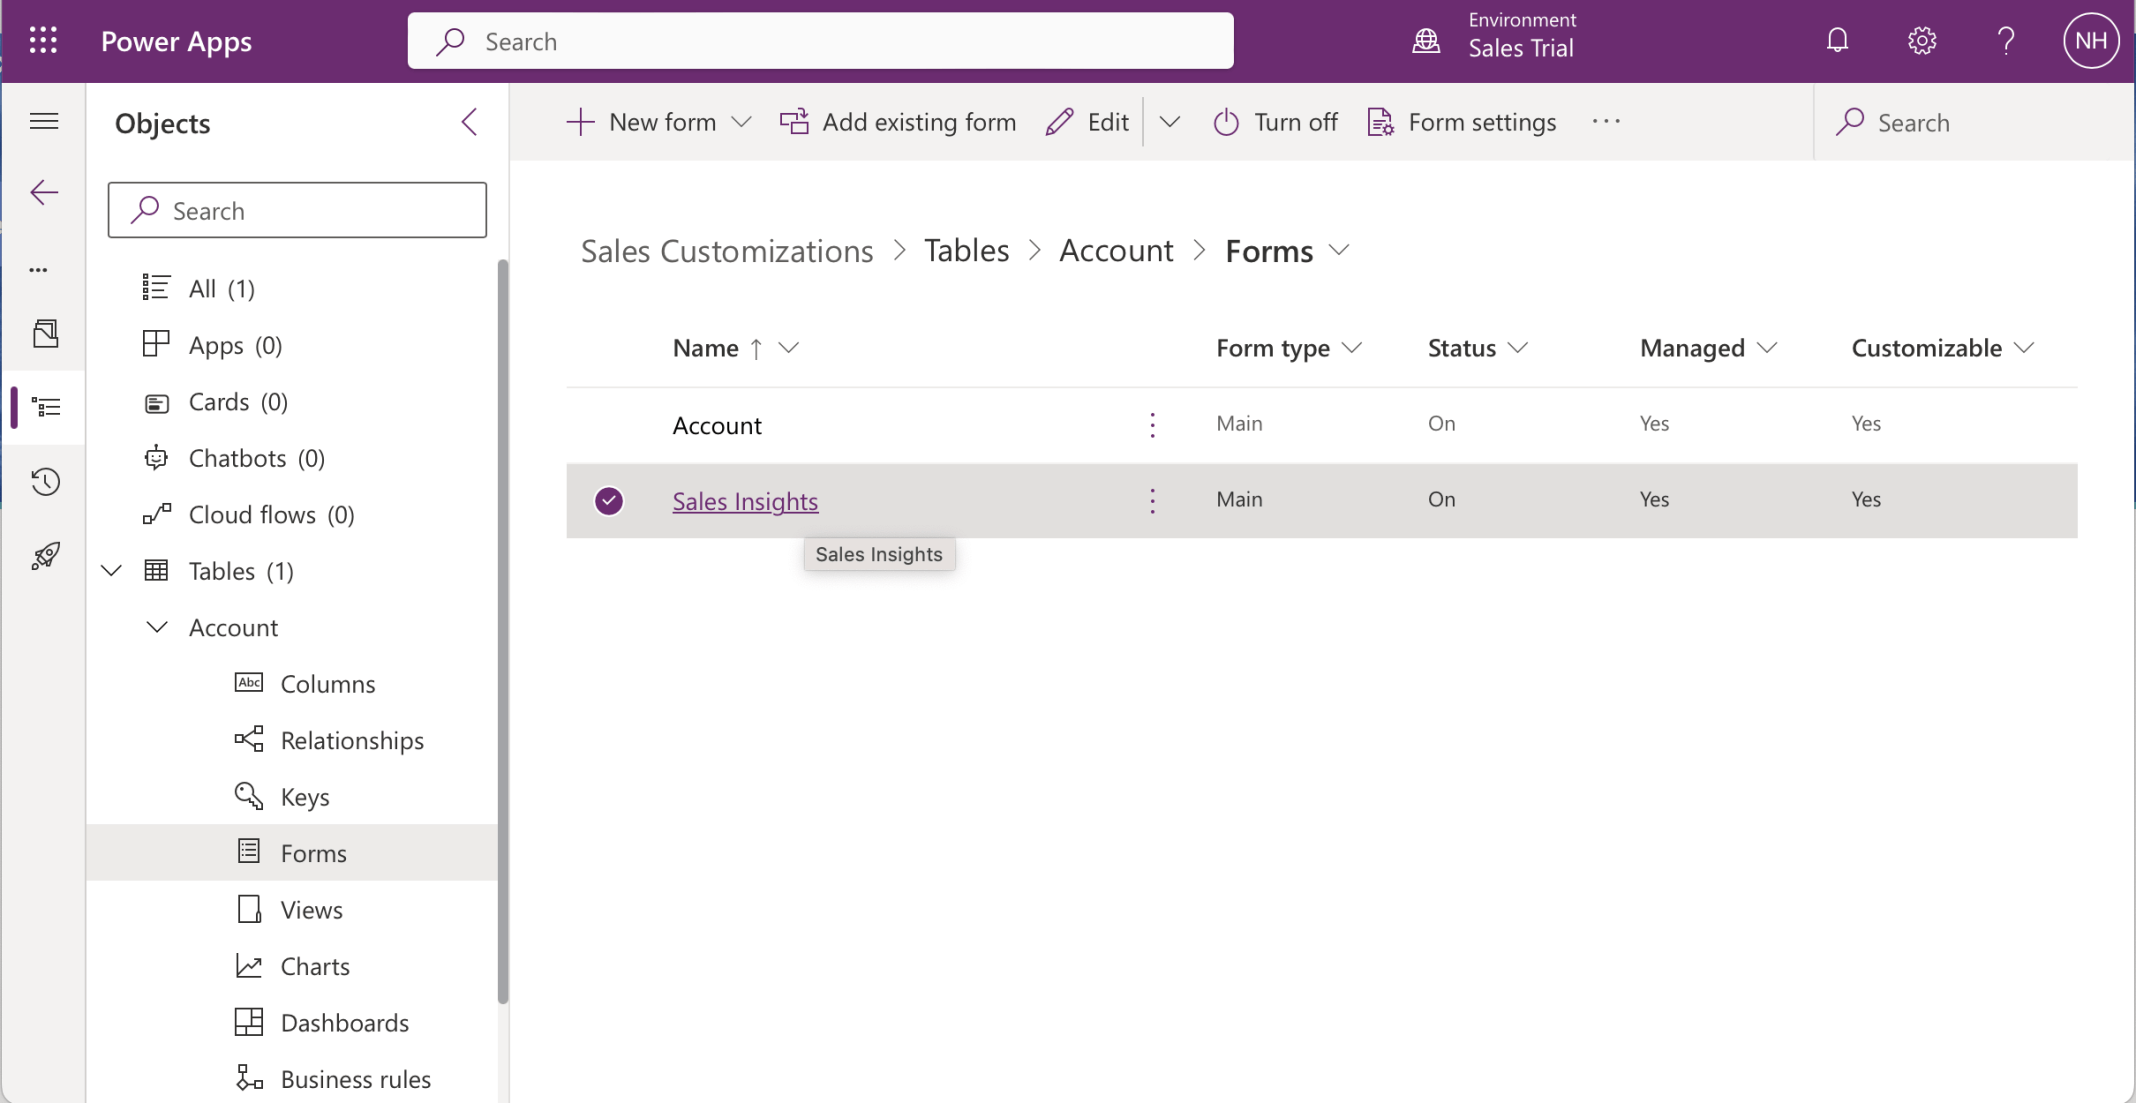 Power Apps
Search
Environment
Sales Trial
NH
Objects
Search
All (1)
Apps (0)
Cards (0)
Chatbots (0)
Cloud flows (0)
Tables (1)
Account
Abc Columns
Relationships
Keys
Forms
Views
Charts
Dashboards
Business rules
New form
Add existing form
Edit
Turn off
Form settings
Search
Sales Customizations > Tables > Account > Forms
Name ↑ Form type Status Managed Customizable
Account Main On Yes Yes
Sales Insights Main On Yes Yes
Sales Insights